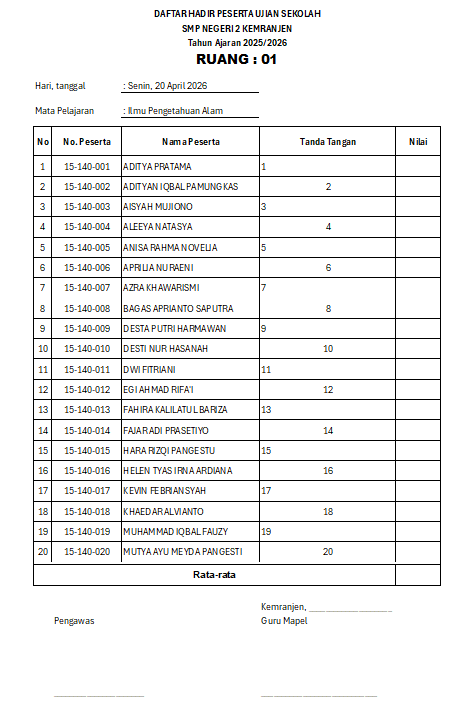 DAFTAR HADIR PESERTA UJIAN SEKOLAH
SMP NEGERI 2 KEMRANJEN
Tahun Ajaran 2025/2026
RUANG : 01
Hari, tanggal : Senin, 20 April 2026
Mata Pelajaran : Ilmu Pengetahuan Alam
No No. Peserta Nama Peserta Tanda Tangan Nilai
1 15-140-001 ADITYA PRATAMA 1
2 15-140-002 ADITYAN IQBAL PAMUNGKAS 2
3 15-140-003 AISYAH MUJIONO 3
4 15-140-004 ALEEYA NATASYA 4
5 15-140-005 ANISA RAHMA NOVELIA 5
6 15-140-006 APRILIA NURAENI 6
7 15-140-007 AZRA KHAWARISMI 7
8 15-140-008 BAGAS APRIANTO SAPUTRA 8
9 15-140-009 DESTA PUTRI HARMAWAN 9
10 15-140-010 DESTI NUR HASANAH 10
11 15-140-011 DWI FITRIANI 11
12 15-140-012 EGI AHMAD RIFA'I 12
13 15-140-013 FAHIRA KALILATUL BARIZA 13
14 15-140-014 FAJAR ADI PRASETIYO 14
15 15-140-015 HARA RIZQI PANGESTU 15
16 15-140-016 HELEN TYAS IRNA ARDIANA 16
17 15-140-017 KEVIN FEBRIANSYAH 17
18 15-140-018 KHAEDAR ALVIANTO 18
19 15-140-019 MUHAMMAD IQBAL FAUZY 19
20 15-140-020 MUTYA AYU MEYDA PANGESTI 20
Rata-rata
Kemranjen, ___________________
Pengawas Guru Mapel